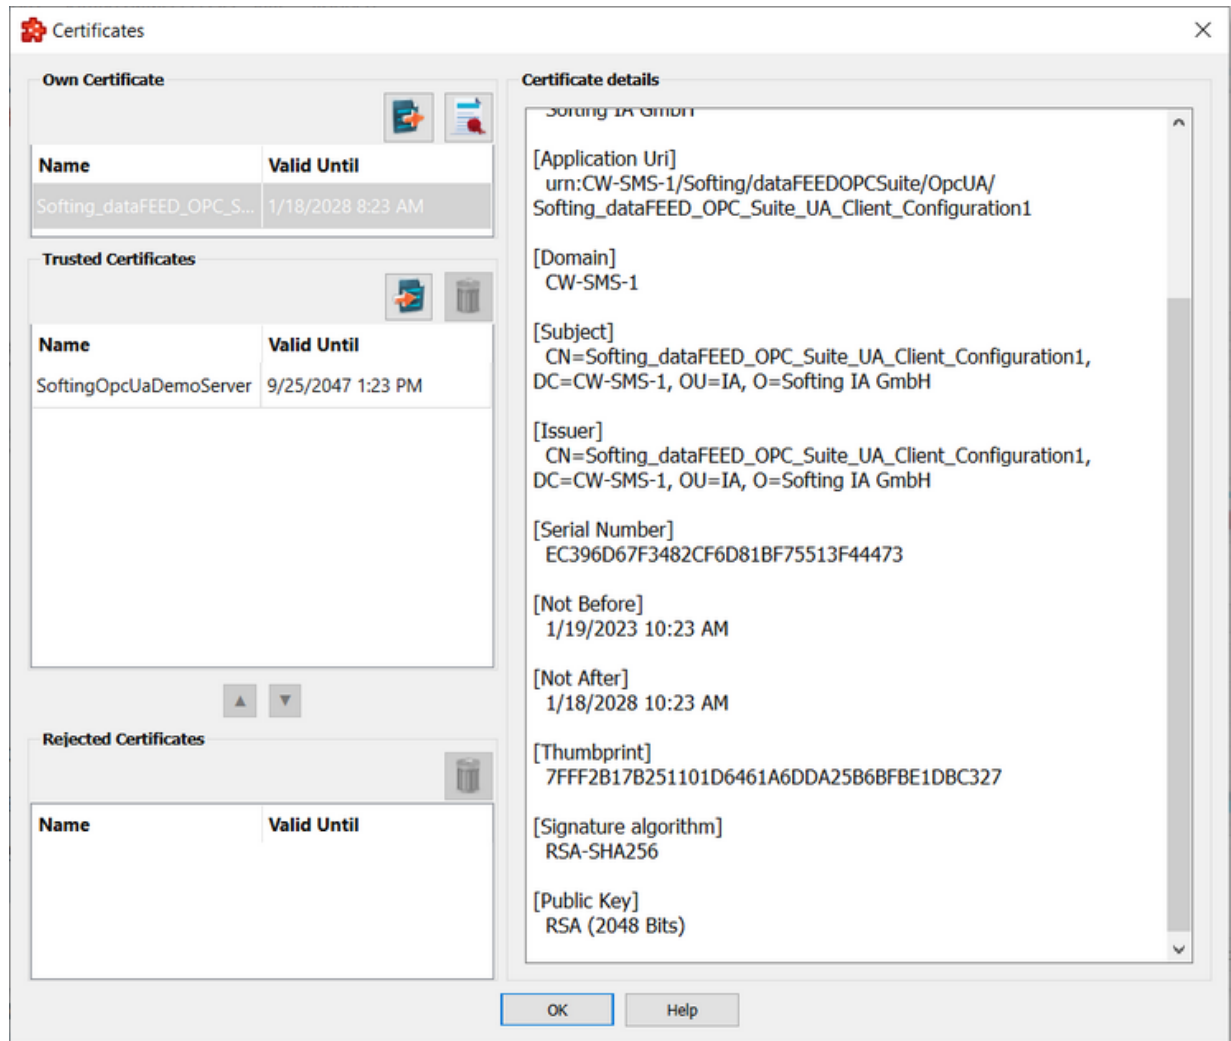 Certificates
Own Certificate
Name Valid Until
Softing_dataFEED_OPC_S... 1/18/2028 8:23 AM
Trusted Certificates
Name Valid Until
SoftingOpcUaDemoServer 9/25/2047 1:23 PM
Rejected Certificates
Name Valid Until
Certificate details
Softing IA GmbH
[Application Uri]
urn:CW-SMS-1/Softing/dataFEEDOPCSuite/OpcUA/
Softing_dataFEED_OPC_Suite_UA_Client_Configuration1
[Domain]
CW-SMS-1
[Subject]
CN=Softing_dataFEED_OPC_Suite_UA_Client_Configuration1,
DC=CW-SMS-1, OU=IA, O=Softing IA GmbH
[Issuer]
CN=Softing_dataFEED_OPC_Suite_UA_Client_Configuration1,
DC=CW-SMS-1, OU=IA, O=Softing IA GmbH
[Serial Number]
EC396D67F3482CF6D81BF75513F44473
[Not Before]
1/19/2023 10:23 AM
[Not After]
1/18/2028 10:23 AM
[Thumbprint]
7FFF2B17B251101D6461A6DDA25B6BFBE1DBC327
[Signature algorithm]
RSA-SHA256
[Public Key]
RSA (2048 Bits)
OK
Help